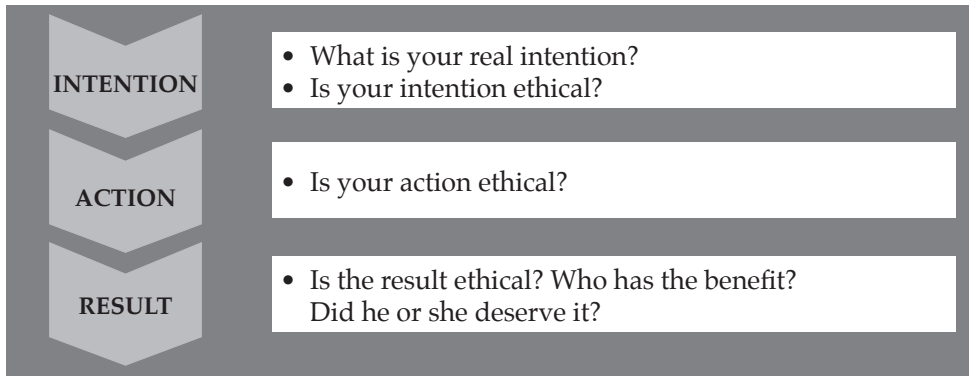 INTENTION
• What is your real intention?
• Is your intention ethical?
ACTION
• Is your action ethical?
RESULT
• Is the result ethical? Who has the benefit?
Did he or she deserve it?